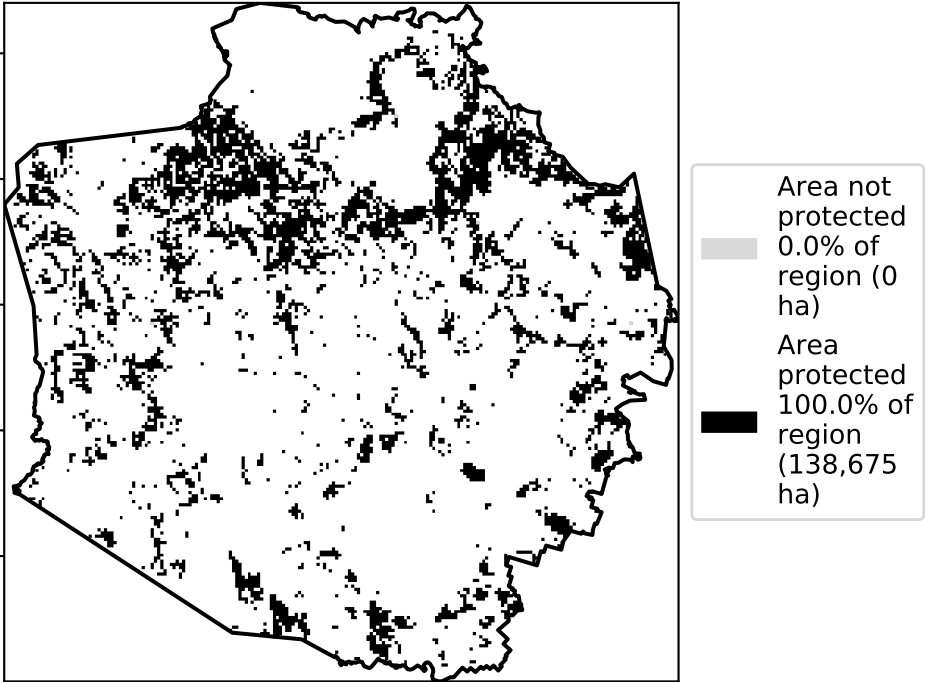 Area not
protected
0.0% of
region (0
ha)
Area
protected
100.0% of
region
(138,675
ha)